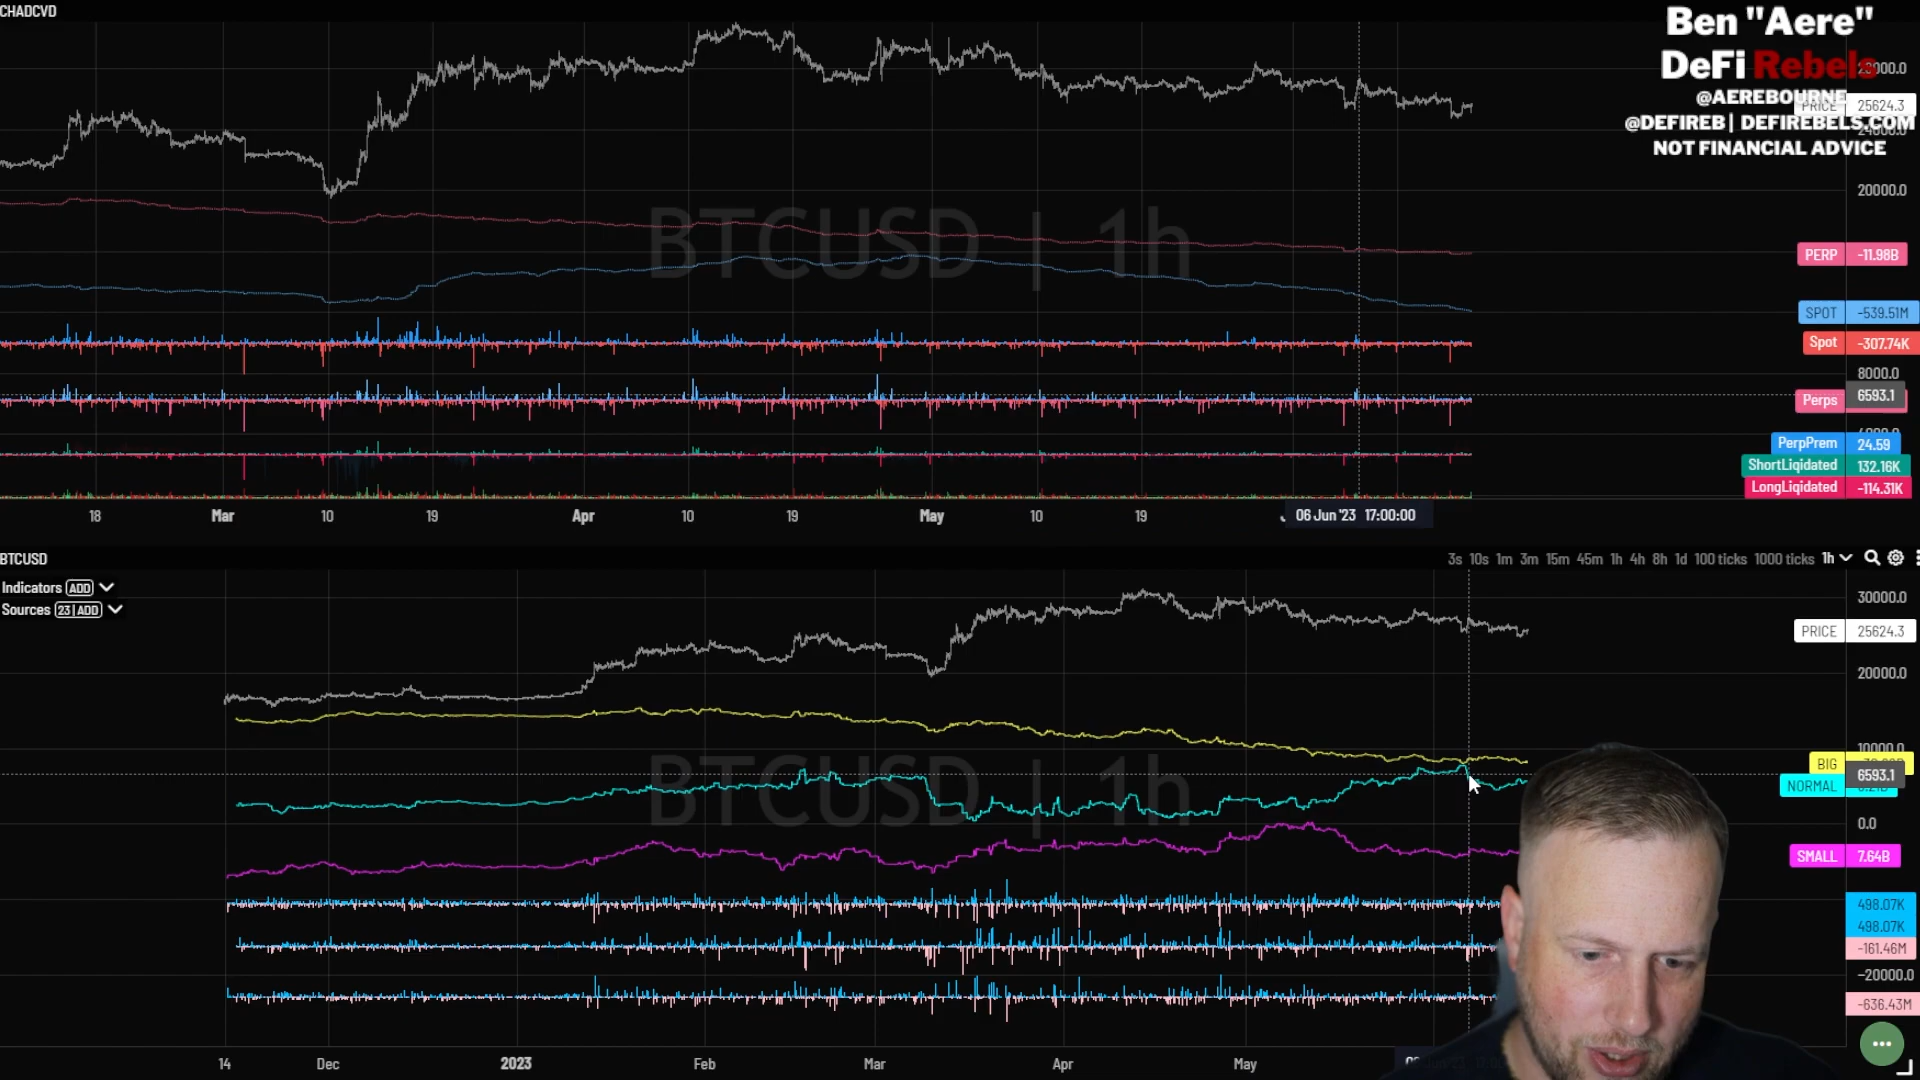 CHADCVD
Ben "Aere"
DeFi Rebels
@AEREBOURNE
@DEFIREB | DEFIREBELS.COM
NOT FINANCIAL ADVICE
PRICE 25624.3
20000.0
BTCUSD | 1h
PERP -11.98B
SPOT -539.51M
Spot -307.74K
8000.0
Perps 6593.1
PerpPrem 24.59
ShortLiqidated 132.16K
LongLiqidated -114.31K
18 Mar 10 19 Apr 10 19 May 10 19 06 Jun '23 17:00:00
BTCUSD
3s 10s 1m 3m 15m 45m 1h 4h 8h 1d 100 ticks 1000 ticks 1h
Indicators ADD
Sources 23|ADD
30000.0
PRICE 25624.3
20000.0
BTCUSD | 1h
10000.0
BIG
6593.1
NORMAL
0.0
SMALL 7.64B
498.07K
498.07K
-161.46M
-20000.0
-636.43M
14 Dec 2023 Feb Mar Apr May